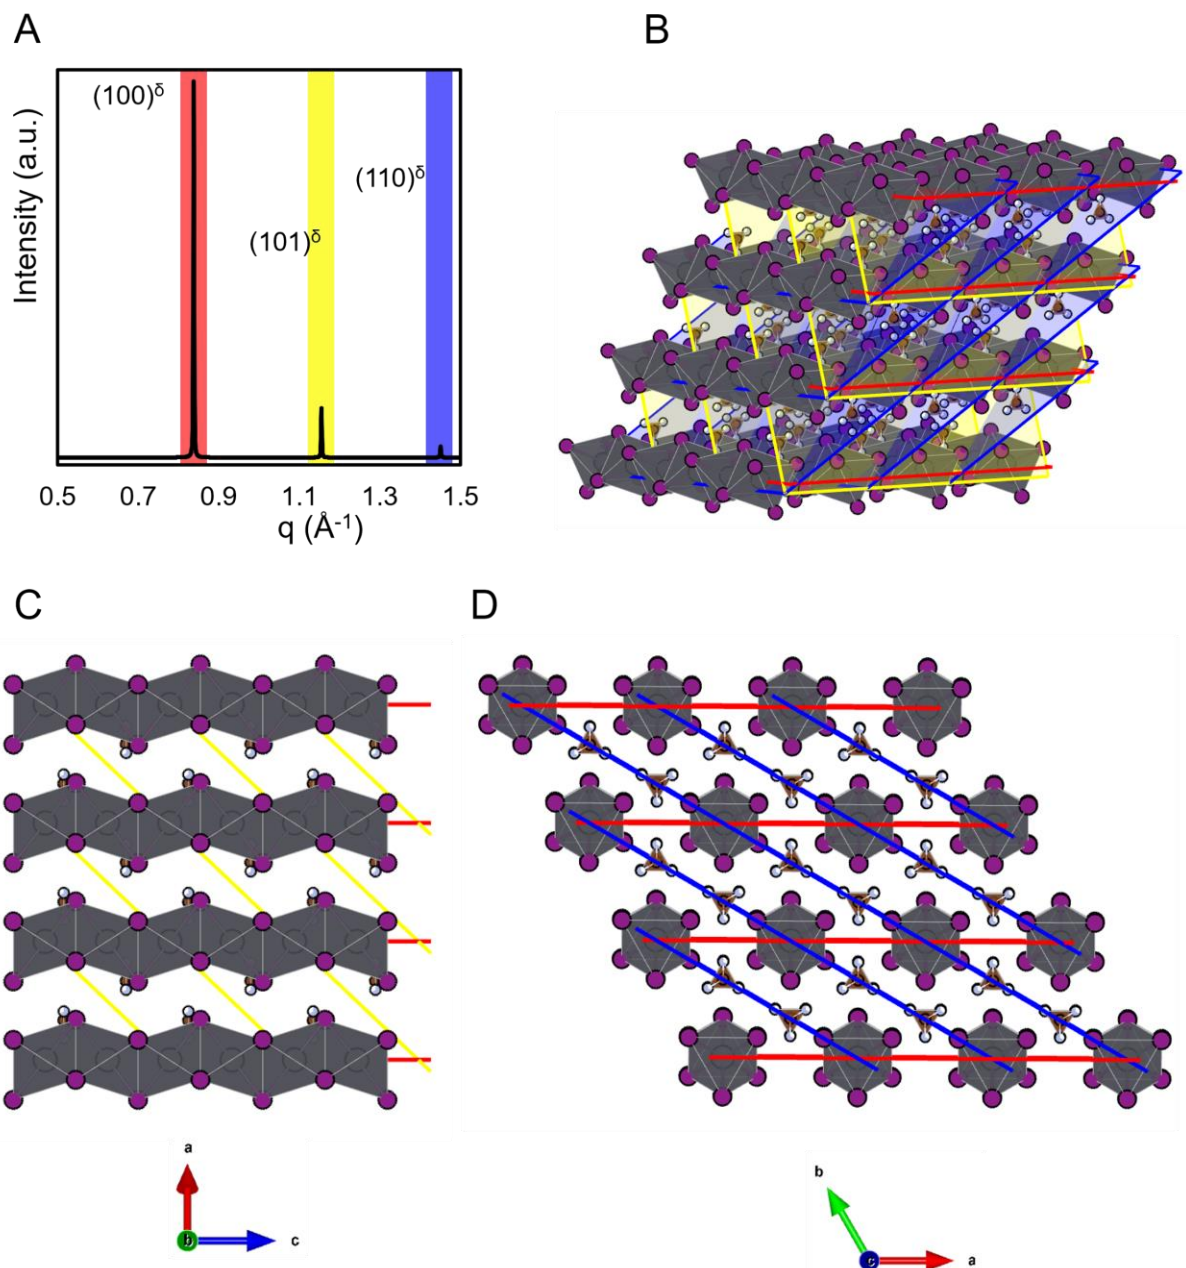 A
B
(100)δ
(110)δ
(101)δ
Intensity (a.u.)
0.5 0.7 0.9 1.1 1.3 1.5
q (Å-1)
C
D
a
b
c
b
c
a